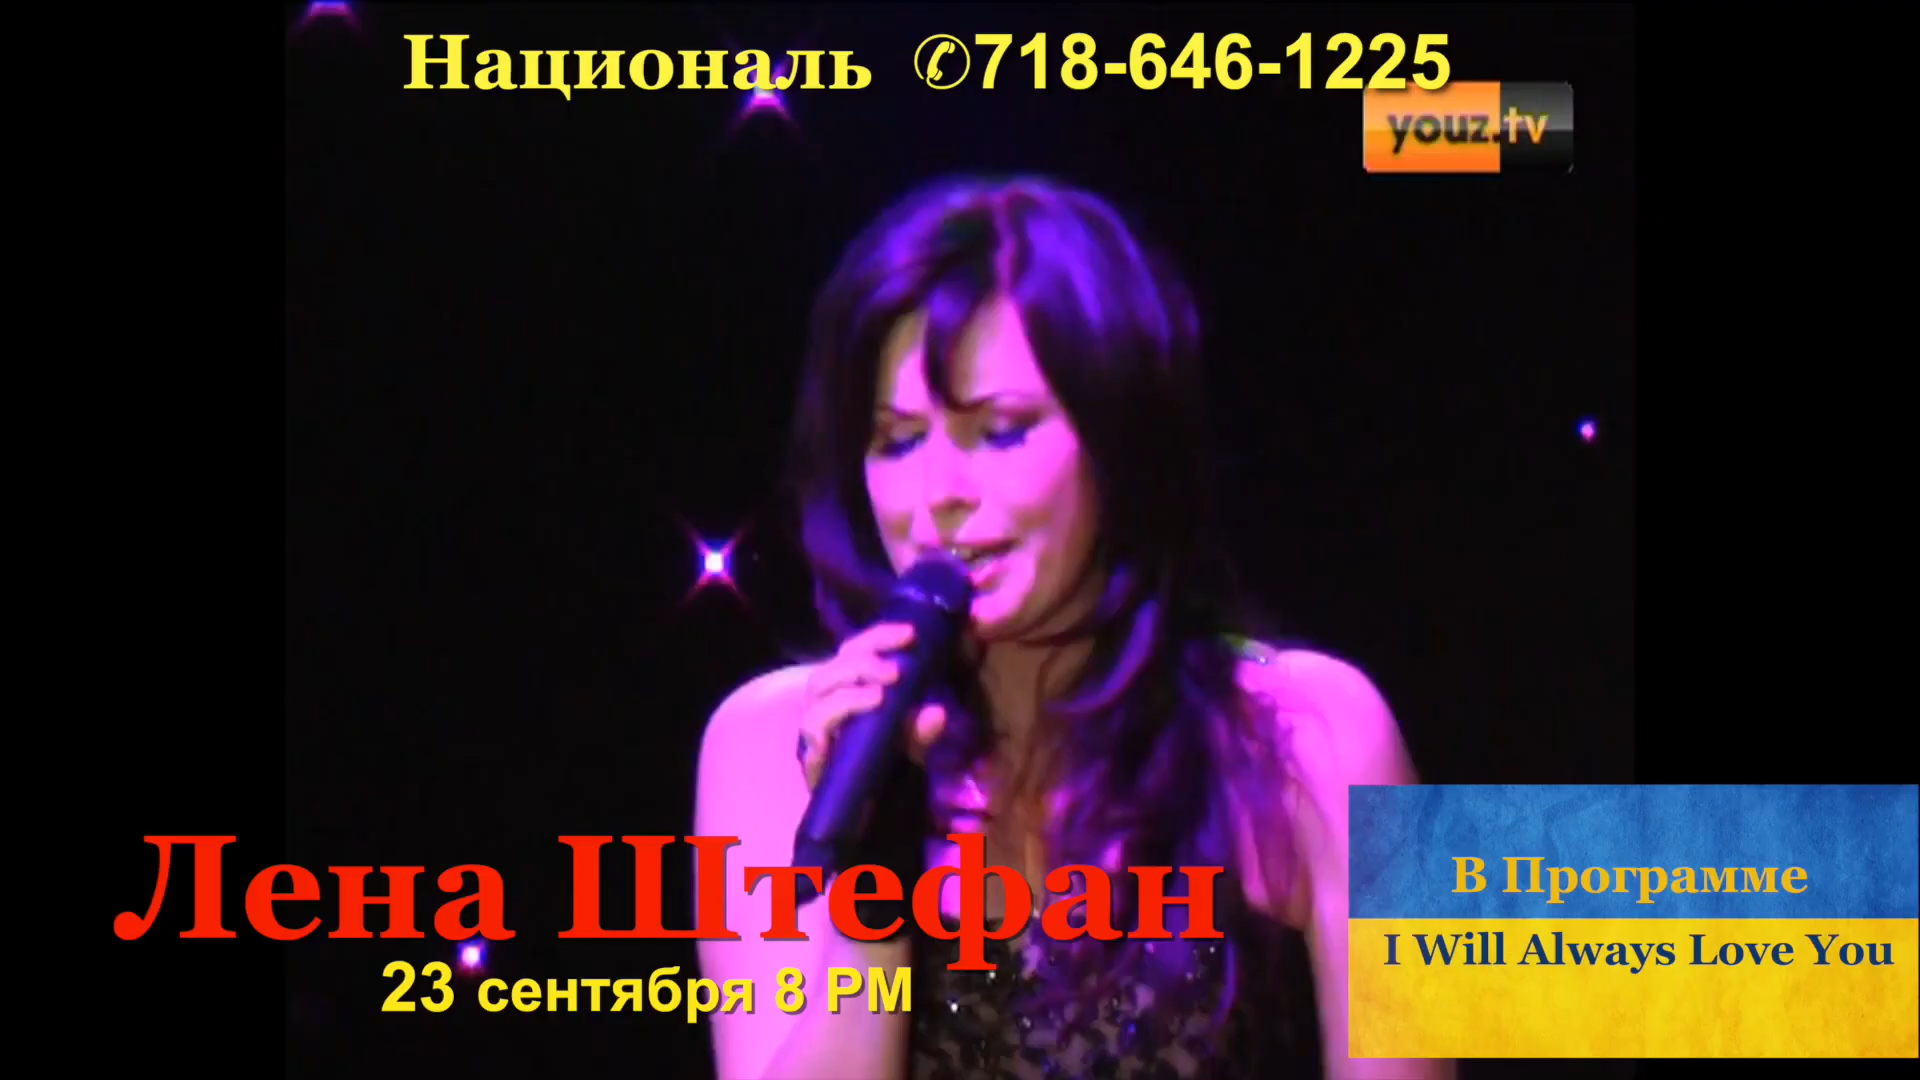 Националь ✆718-646-1225
youz.tv
Лена Штефан
23 сентября 8 PM
В Программе
I Will Always Love You